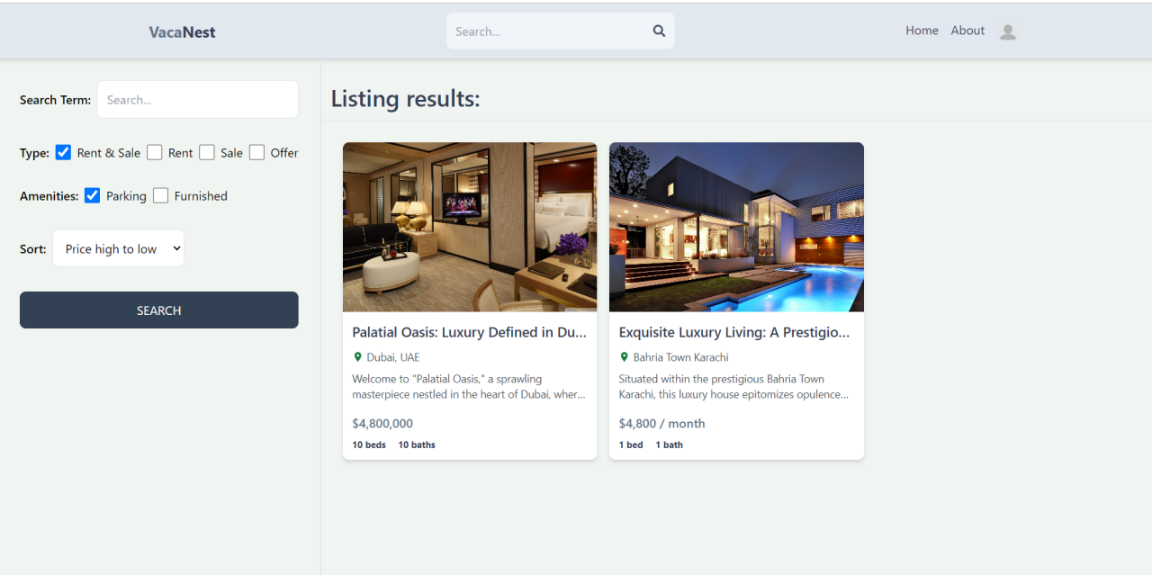 VacaNest
Search...
Home About
Search Term: Search...
Type: Rent & Sale Rent Sale Offer
Amenities: Parking Furnished
Sort: Price high to low
SEARCH
Listing results:
Palatial Oasis: Luxury Defined in Du...
Dubai, UAE
Welcome to "Palatial Oasis," a sprawling
masterpiece nestled in the heart of Dubai, wher...
$4,800,000
10 beds 10 baths
Exquisite Luxury Living: A Prestigio...
Bahria Town Karachi
Situated within the prestigious Bahria Town
Karachi, this luxury house epitomizes opulence...
$4,800 / month
1 bed 1 bath